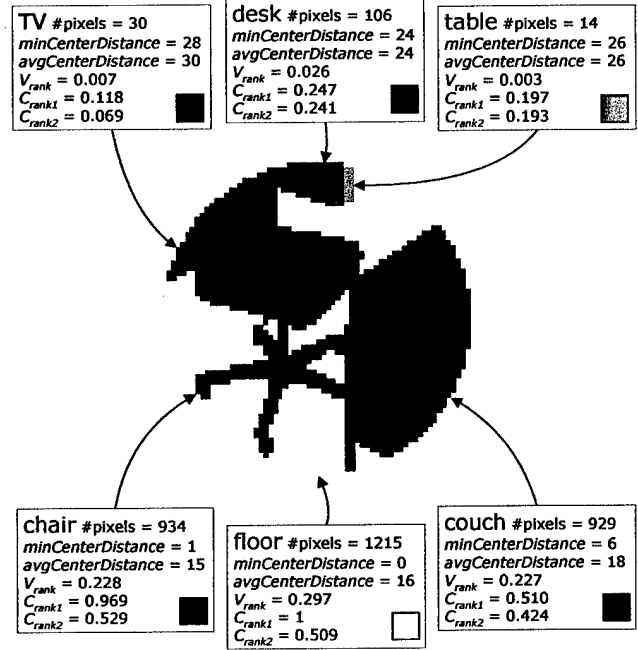 TV #pixels = 30
minCenterDistance = 28
avgCenterDistance = 30
Vrank = 0.007
Crank1 = 0.118
Crank2 = 0.069
desk #pixels = 106
minCenterDistance = 24
avgCenterDistance = 24
Vrank = 0.026
Crank1 = 0.247
Crank2 = 0.241
table #pixels = 14
minCenterDistance = 26
avgCenterDistance = 26
Vrank = 0.003
Crank1 = 0.197
Crank2 = 0.193
chair #pixels = 934
minCenterDistance = 1
avgCenterDistance = 15
Vrank = 0.228
Crank1 = 0.969
Crank2 = 0.529
floor #pixels = 1215
minCenterDistance = 0
avgCenterDistance = 16
Vrank = 0.297
Crank1 = 1
Crank2 = 0.509
couch #pixels = 929
minCenterDistance = 6
avgCenterDistance = 18
Vrank = 0.227
Crank1 = 0.510
Crank2 = 0.424